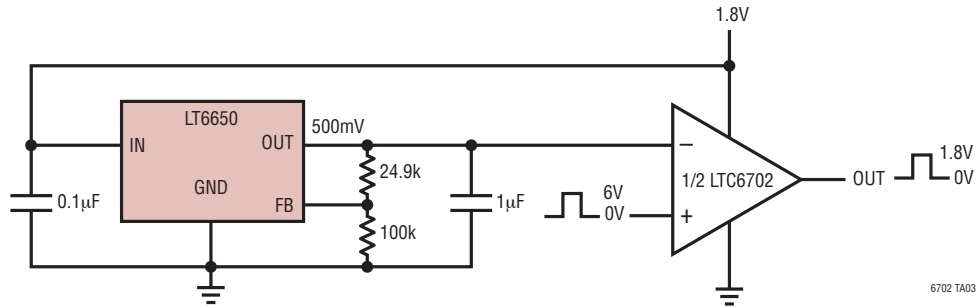 1.8V
LT6650
IN
OUT
500mV
GND
FB
24.9k
100k
0.1µF
1µF
6V
0V
−
+
1/2 LTC6702
OUT
1.8V
0V
6702 TA03